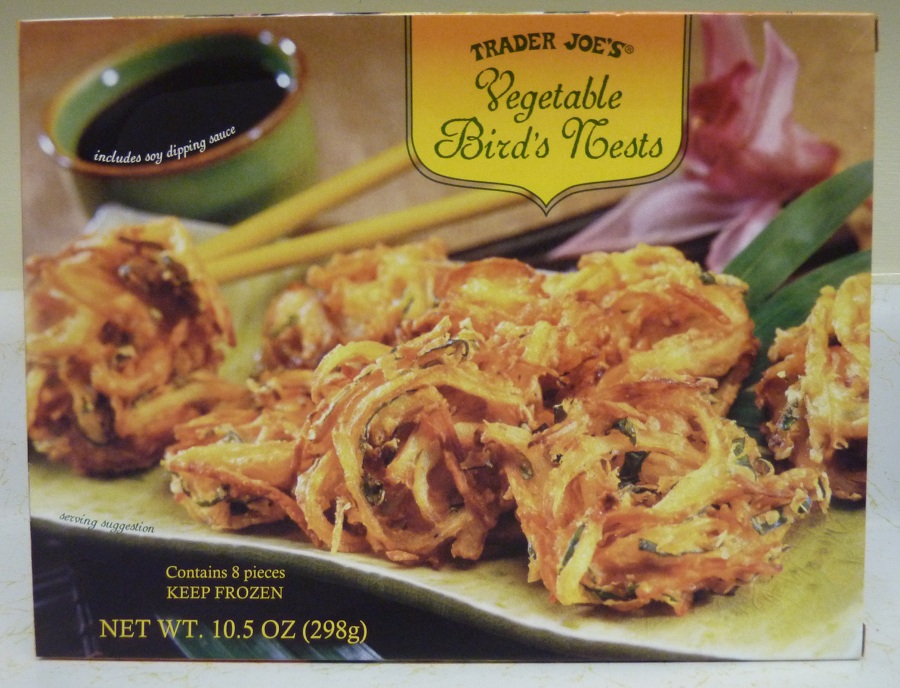 TRADER JOE'S®
Vegetable
Bird's Nests
includes soy dipping sauce
serving suggestion
Contains 8 pieces
KEEP FROZEN
NET WT. 10.5 OZ (298g)